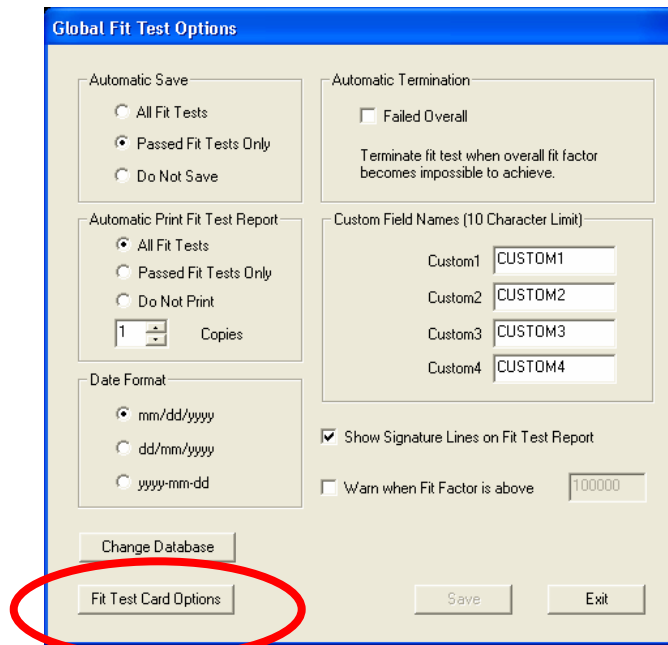 Global Fit Test Options
Automatic Save
All Fit Tests
Passed Fit Tests Only
Do Not Save
Automatic Termination
Failed Overall
Terminate fit test when overall fit factor
becomes impossible to achieve.
Automatic Print Fit Test Report
All Fit Tests
Passed Fit Tests Only
Do Not Print
1 Copies
Custom Field Names (10 Character Limit)
Custom1 CUSTOM1
Custom2 CUSTOM2
Custom3 CUSTOM3
Custom4 CUSTOM4
Date Format
mm/dd/yyyy
dd/mm/yyyy
yyyy-mm-dd
Show Signature Lines on Fit Test Report
Warn when Fit Factor is above 100000
Change Database
Fit Test Card Options
Save
Exit